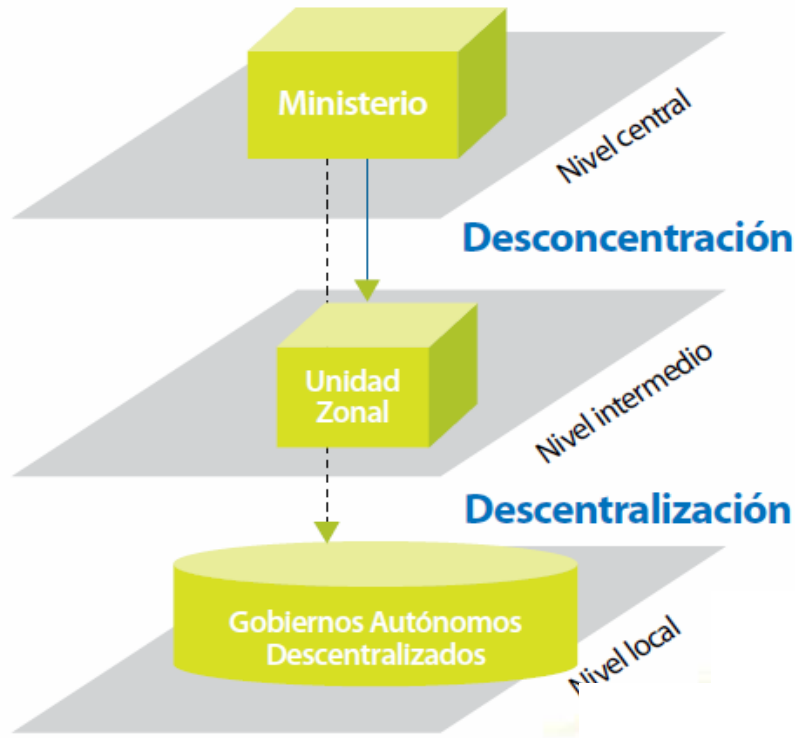 Ministerio
Nivel central
Desconcentración
Unidad
Zonal
Nivel intermedio
Descentralización
Gobiernos Autónomos
Descentralizados
Nivel local